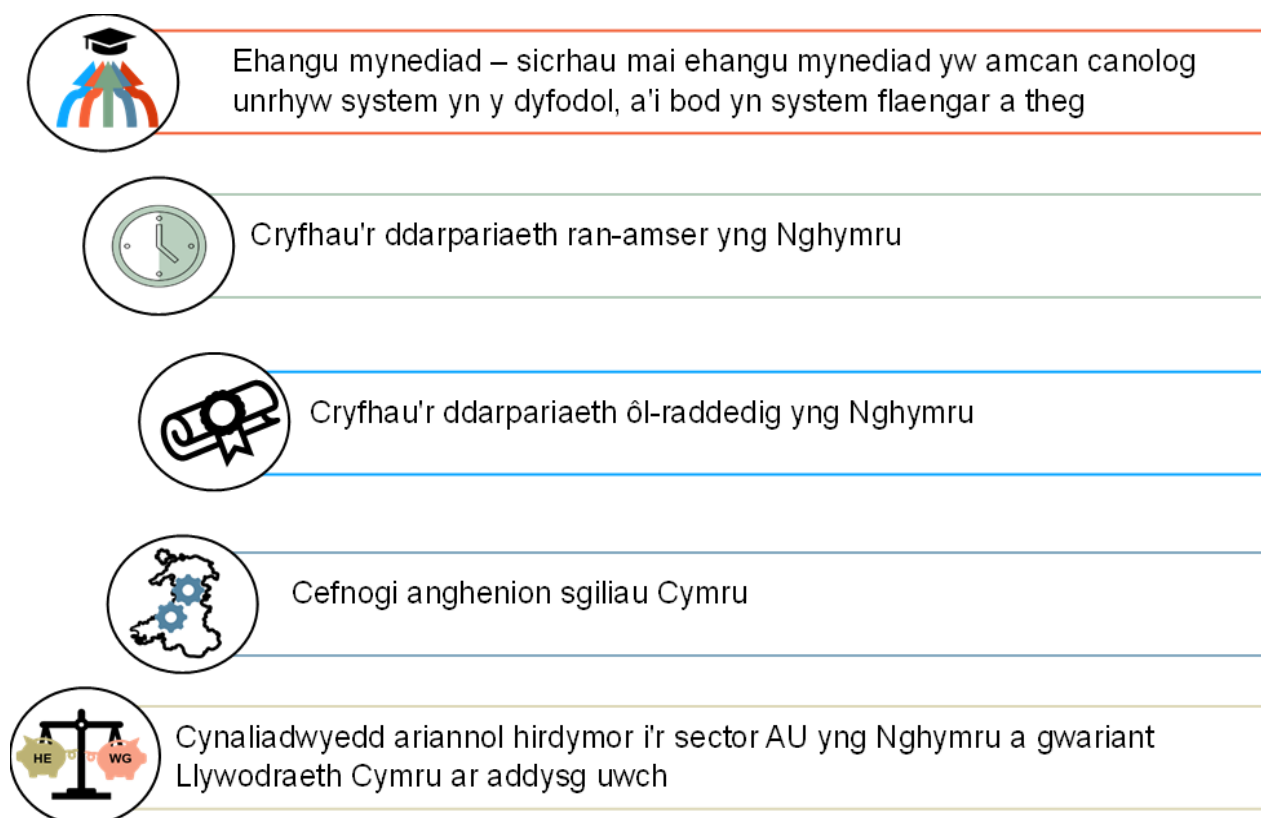 Ehangu mynediad – sicrhau mai ehangu mynediad yw amcan canolog
unrhyw system yn y dyfodol, a'i bod yn system flaengar a theg
Cryfhau'r ddarpariaeth ran-amser yng Nghymru
Cryfhau'r ddarpariaeth ôl-raddedig yng Nghymru
Cefnogi anghenion sgiliau Cymru
HE
WG
Cynaliadwyedd ariannol hirdymor i'r sector AU yng Nghymru a gwariant
Llywodraeth Cymru ar addysg uwch